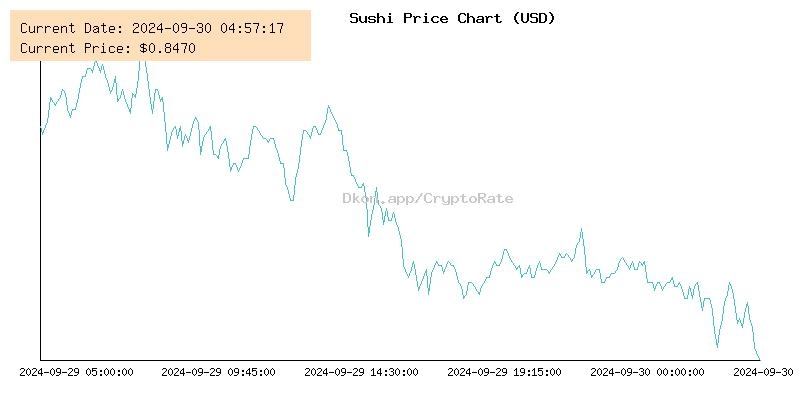 Sushi Price Chart (USD)
Current Date: 2024-09-30 04:57:17
Current Price: $0.8470
Dkon.app/CryptoRate
2024-09-29 05:00:00 2024-09-29 09:45:00 2024-09-29 14:30:00 2024-09-29 19:15:00 2024-09-30 00:00:00 2024-09-30